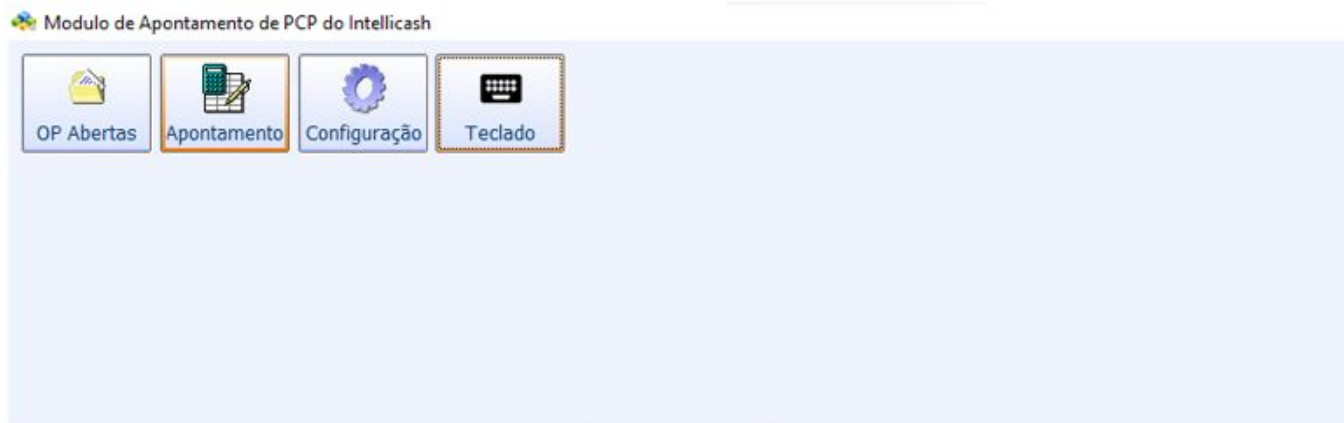 Modulo de Apontamento de PCP do Intellicash
OP Abertas
Apontamento
Configuração
Teclado